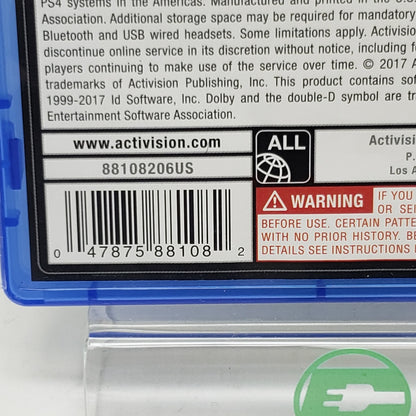 PS4 systems in the Americas. Manufactured and printed in the U.S.
Association. Additional storage space may be required for mandatory
Bluetooth and USB wired headsets. Some limitations apply. Activisio
discontinue online service in its discretion without notice, including fo
players continuing to make use of the service over time. © 2017 A
trademarks of Activision Publishing, Inc. This product contains sof
1999-2017 Id Software, Inc. Dolby and the double-D symbol are tr
Entertainment Software Association.
www.activision.com
88108206US
ALL
Activisi
P.
Los A
0 47875 88108 2
WARNING
IF YOU
OR SEI
BEFORE USE. CERTAIN PATTE
WITH NO PRIOR HISTORY. BE
DETAILS SEE INSTRUCTIONS